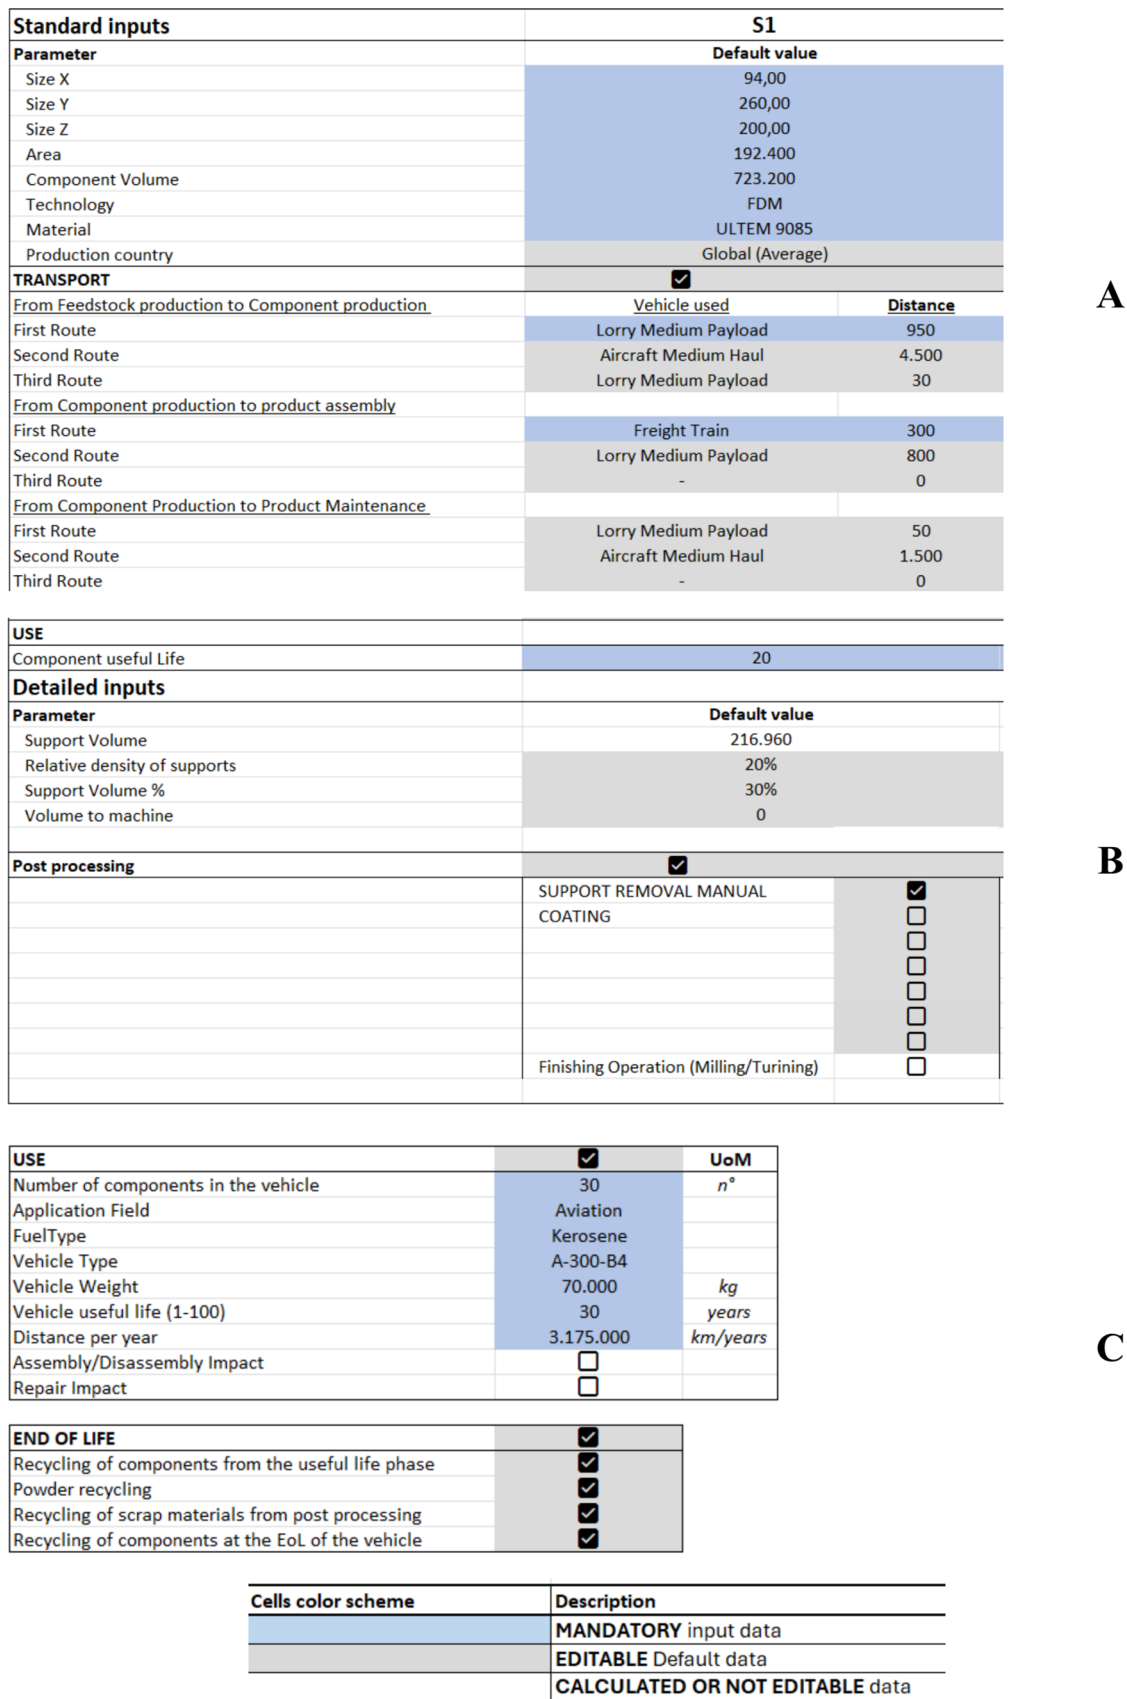 Standard inputs S1
Parameter Default value
Size X 94,00
Size Y 260,00
Size Z 200,00
Area 192.400
Component Volume 723.200
Technology FDM
Material ULTEM 9085
Production country Global (Average)
TRANSPORT
From Feedstock production to Component production Vehicle used Distance
First Route Lorry Medium Payload 950
Second Route Aircraft Medium Haul 4.500
Third Route Lorry Medium Payload 30
From Component production to product assembly
First Route Freight Train 300
Second Route Lorry Medium Payload 800
Third Route - 0
From Component Production to Product Maintenance
First Route Lorry Medium Payload 50
Second Route Aircraft Medium Haul 1.500
Third Route - 0
A
USE
Component useful Life 20
Detailed inputs
Parameter Default value
Support Volume 216.960
Relative density of supports 20%
Support Volume % 30%
Volume to machine 0
Post processing
SUPPORT REMOVAL MANUAL
COATING
Finishing Operation (Milling/Turining)
B
USE UoM
Number of components in the vehicle 30 n°
Application Field Aviation
FuelType Kerosene
Vehicle Type A-300-B4
Vehicle Weight 70.000 kg
Vehicle useful life (1-100) 30 years
Distance per year 3.175.000 km/years
Assembly/Disassembly Impact
Repair Impact
C
END OF LIFE
Recycling of components from the useful life phase
Powder recycling
Recycling of scrap materials from post processing
Recycling of components at the EoL of the vehicle
Cells color scheme Description
MANDATORY input data
EDITABLE Default data
CALCULATED OR NOT EDITABLE data